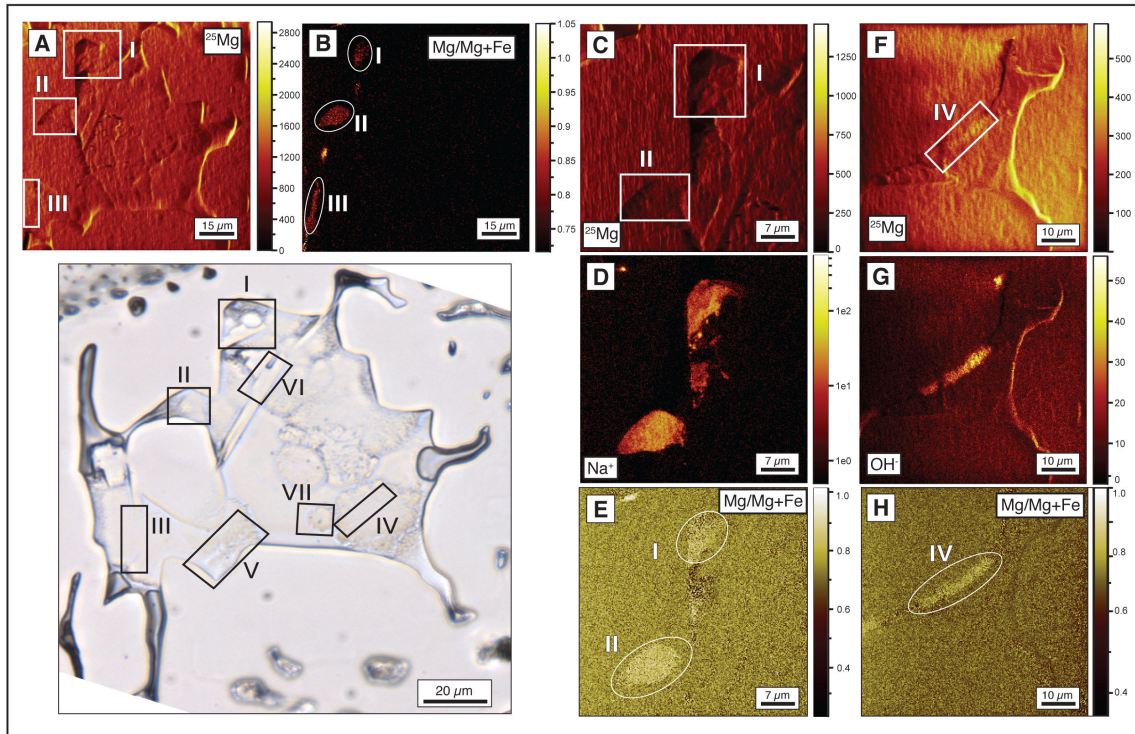 A
I
²⁵Mg
II
III
15 µm
2800
2400
2000
1600
1200
800
400
0
B
Mg/Mg+Fe
I
II
III
15 µm
1.05
1.00
0.95
0.90
0.85
0.80
0.75
C
I
II
²⁵Mg
7 µm
1250
1000
750
500
250
0
F
IV
²⁵Mg
10 µm
500
400
300
200
100
0
I
II
VI
III
VII
IV
V
20 µm
D
Na⁺
7 µm
1e2
1e1
1e0
G
OH⁻
10 µm
50
40
30
20
10
0
E
Mg/Mg+Fe
I
II
7 µm
1.0
0.8
0.6
0.4
H
Mg/Mg+Fe
IV
10 µm
1.0
0.8
0.6
0.4